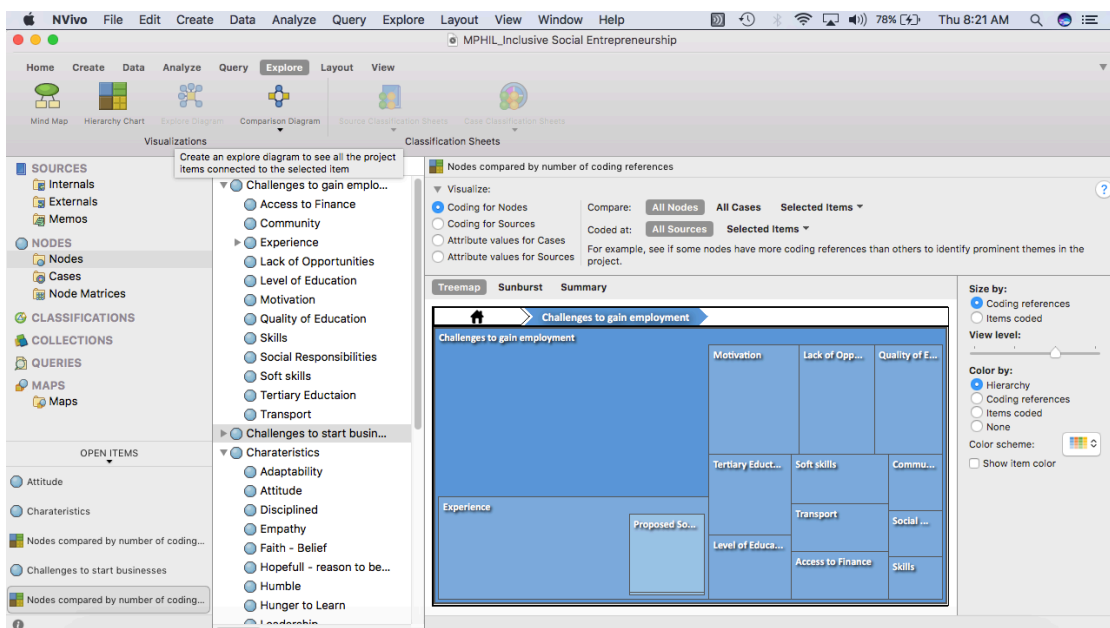 NVivo File Edit Create Data Analyze Query Explore Layout View Window Help 78% Thu 8:21 AM
MPHIL_Inclusive Social Entrepreneurship
Home Create Data Analyze Query Explore Layout View
Mind Map Hierarchy Chart Explore Diagram Comparison Diagram Source Classification Sheets Case Classification Sheets
Visualizations Classification Sheets
Create an explore diagram to see all the project
items connected to the selected item
SOURCES
Internals
Externals
Memos
NODES
Nodes
Cases
Node Matrices
CLASSIFICATIONS
COLLECTIONS
QUERIES
MAPS
Maps
OPEN ITEMS
Attitude
Charateristics
Nodes compared by number of coding...
Challenges to start businesses
Nodes compared by number of coding...
Challenges to gain emplo...
Access to Finance
Community
Experience
Lack of Opportunities
Level of Education
Motivation
Quality of Education
Skills
Social Responsibilities
Soft skills
Tertiary Eductaion
Transport
Challenges to start busin...
Charateristics
Adaptability
Attitude
Disciplined
Empathy
Faith - Belief
Hopefull - reason to be...
Humble
Hunger to Learn
Leadership
Nodes compared by number of coding references
Visualize:
Coding for Nodes
Coding for Sources
Attribute values for Cases
Attribute values for Sources
Compare: All Nodes All Cases Selected Items
Coded at: All Sources Selected Items
For example, see if some nodes have more coding references than others to identify prominent themes in the
project.
?
Treemap Sunburst Summary
Challenges to gain employment
Challenges to gain employment
Motivation Lack of Opp... Quality of E...
Tertiary Educt... Soft skills Commu...
Experience
Proposed So...
Transport
Social ...
Level of Educa...
Access to Finance
Skills
Size by:
Coding references
Items coded
View level:
Color by:
Hierarchy
Coding references
Items coded
None
Color scheme:
Show item color